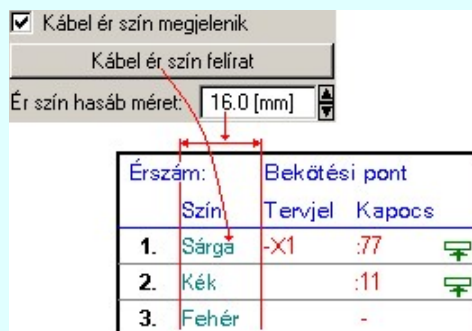 Kábel ér szín megjelenik
Kábel ér szín felírat
Ér szín hasáb méret: 16.0 [mm]
Érszám: Bekötési pont
Szín Tervjel Kapocs
1. Sárga -X1 :77
2. Kék :11
3. Fehér -